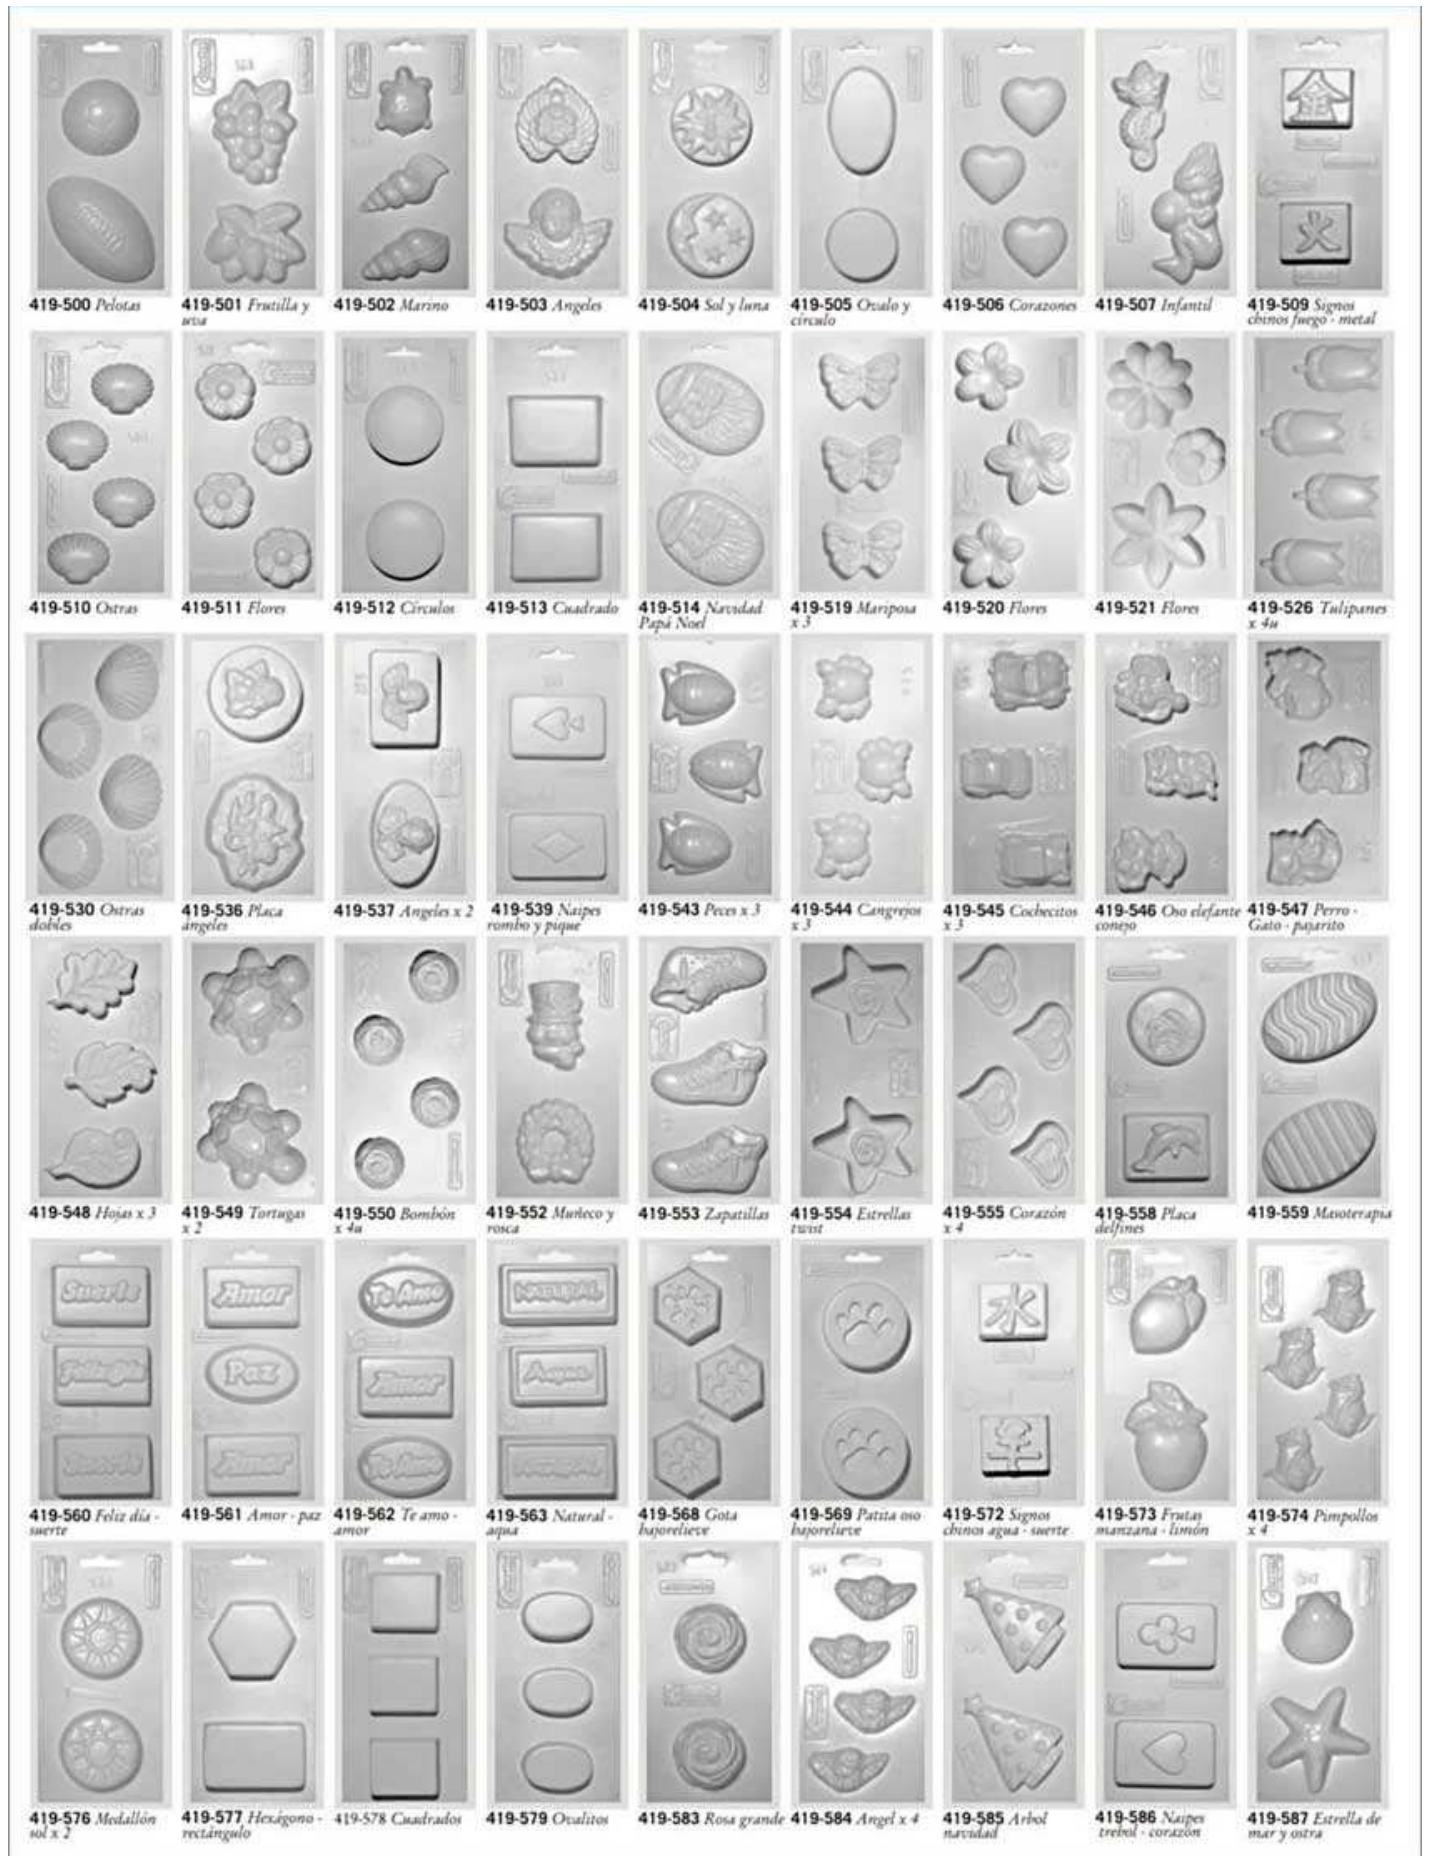 419-500 Pelotas
419-501 Frutilla y
uva
419-502 Marino
419-503 Angeles
419-504 Sol y luna
419-505 Ovalo y
círculo
419-506 Corazones
419-507 Infantil
419-509 Signos
chinos fuego - metal
金
火
419-510 Ostras
419-511 Flores
419-512 Círculos
419-513 Cuadrado
419-514 Navidad
Papá Noel
419-519 Mariposa
x 3
419-520 Flores
419-521 Flores
419-526 Tulipanes
x 4u
419-530 Ostras
dobles
419-536 Placa
ángeles
419-537 Angeles x 2
419-539 Naipes
rombo y pique
419-543 Peces x 3
419-544 Cangrejos
x 3
419-545 Cochecitos
x 3
419-546 Oso elefante
conejo
419-547 Perro -
Gato - pajarito
419-548 Hojas x 3
419-549 Tortugas
x 2
419-550 Bombón
x 4u
419-552 Muñeco y
rosca
419-553 Zapatillas
419-554 Estrellas
twist
419-555 Corazón
x 4
419-558 Placa
delfines
419-559 Masoterapia
Suerte
Feliz Día
Suerte
Amor
Paz
Amor
Te Amo
Amor
Te Amo
NATURAL
Aqua
水
419-560 Feliz día -
suerte
419-561 Amor - paz
419-562 Te amo -
amor
419-563 Natural -
aqua
419-568 Gota
bajorelieve
419-569 Patita oso
bajorelieve
419-572 Signos
chinos agua - suerte
419-573 Frutas
manzana - limón
419-574 Pimpollos
x 4
419-576 Medallón
sol x 2
419-577 Hexágono -
rectángulo
419-578 Cuadrados
419-579 Ovalitos
419-583 Rosa grande
419-584 Angel x 4
419-585 Arbol
navidad
419-586 Naipes
trebol - corazón
419-587 Estrella de
mar y ostra